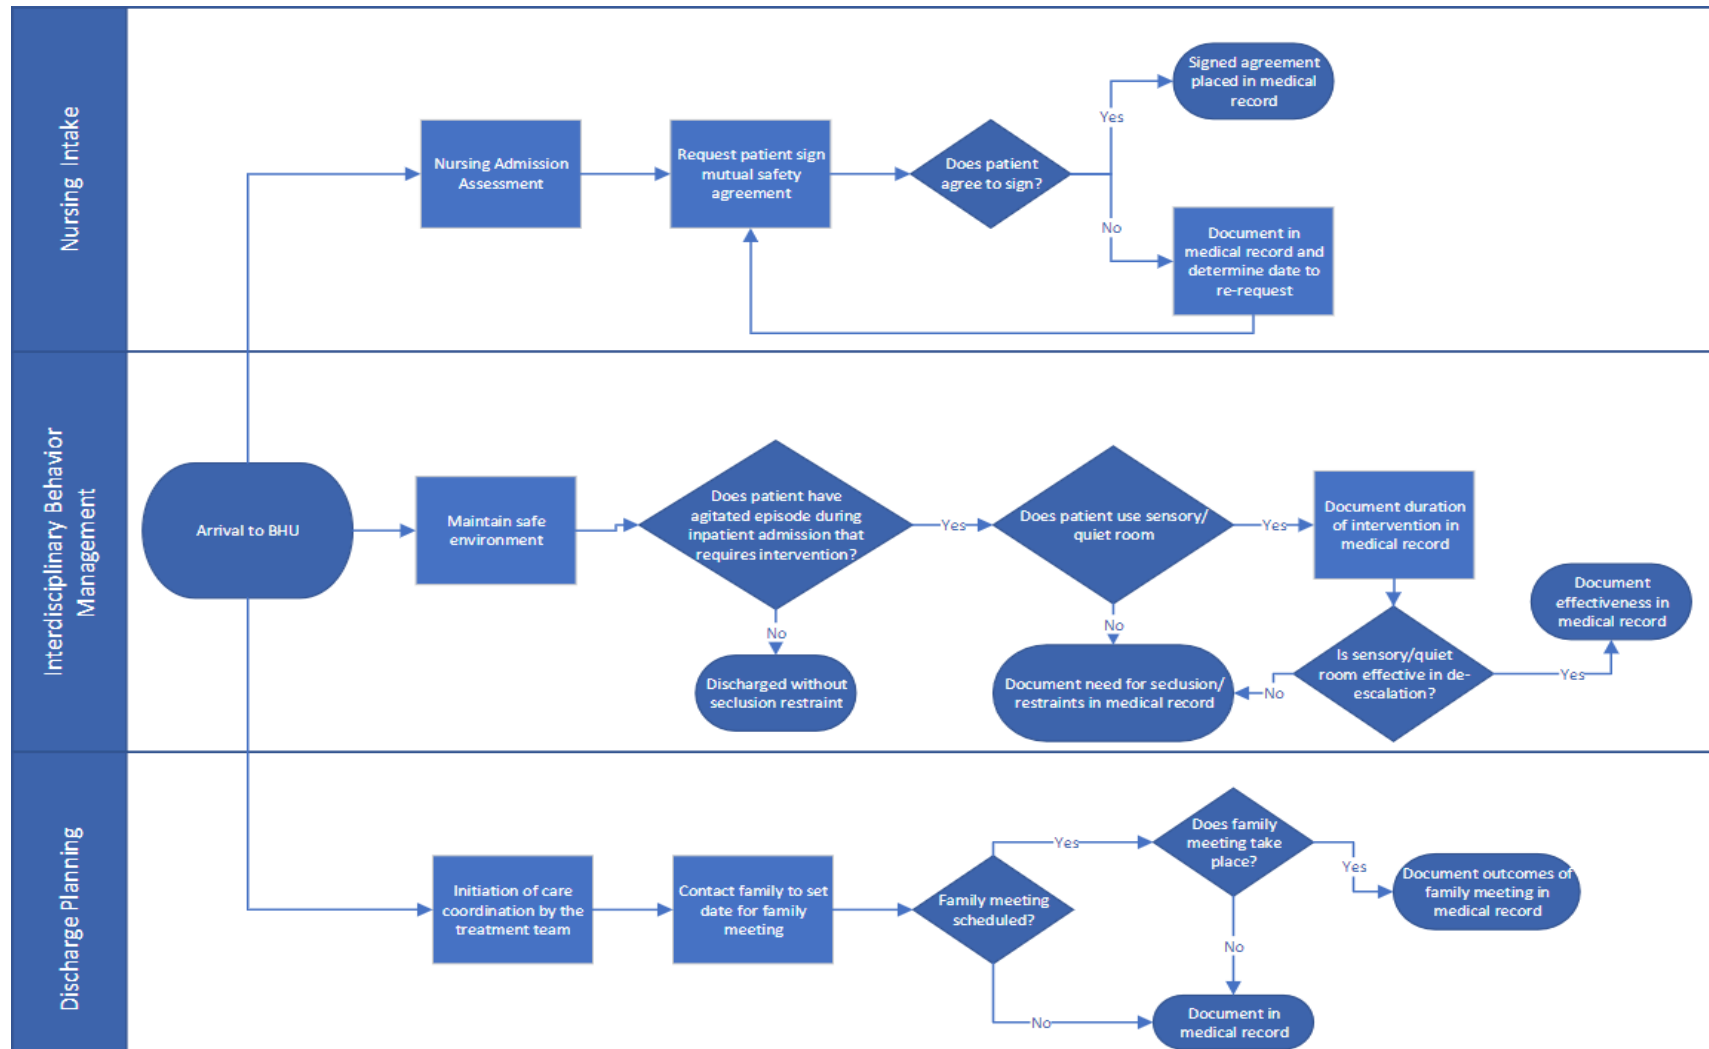 Nursing Intake
Nursing Admission
Assessment
Request patient sign
mutual safety
agreement
Does patient
agree to sign?
Yes
Signed agreement
placed in medical
record
No
Document in
medical record and
determine date to
re-request
Interdisciplinary Behavior
Management
Arrival to BHU
Maintain safe
environment
Does patient have
agitated episode during
inpatient admission that
requires intervention?
Yes
No
Discharged without
seclusion restraint
Does patient use sensory/
quiet room
Yes
No
Document need for seclusion/
restraints in medical record
Document duration
of intervention in
medical record
Is sensory/quiet
room effective in de-
escalation?
No
Yes
Document
effectiveness in
medical record
Discharge Planning
Initiation of care
coordination by the
treatment team
Contact family to set
date for family
meeting
Family meeting
scheduled?
Yes
No
Does family
meeting take
place?
Yes
No
Document outcomes of
family meeting in
medical record
Document in
medical record